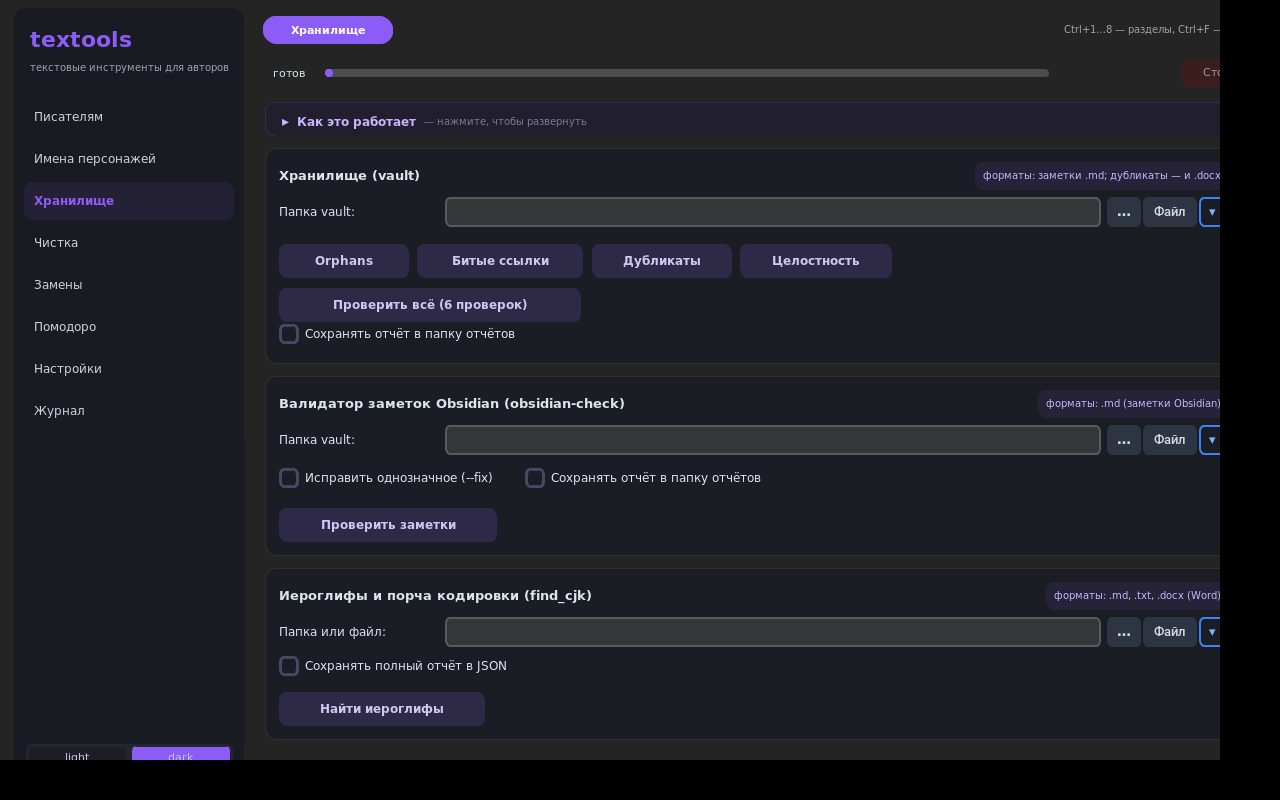 textools
текстовые инструменты для авторов
Писателям
Имена персонажей
Хранилище
Чистка
Замены
Помодоро
Настройки
Журнал
light
dark
Хранилище
Ctrl+1…8 — разделы, Ctrl+F —
готов
Сто
▸ Как это работает — нажмите, чтобы развернуть
Хранилище (vault)
форматы: заметки .md; дубликаты — и .docx
Папка vault:
... Файл ▾
Orphans Битые ссылки Дубликаты Целостность
Проверить всё (6 проверок)
Сохранять отчёт в папку отчётов
Валидатор заметок Obsidian (obsidian-check)
форматы: .md (заметки Obsidian)
Папка vault:
... Файл ▾
Исправить однозначное (--fix) Сохранять отчёт в папку отчётов
Проверить заметки
Иероглифы и порча кодировки (find_cjk)
форматы: .md, .txt, .docx (Word)
Папка или файл:
... Файл ▾
Сохранять полный отчёт в JSON
Найти иероглифы